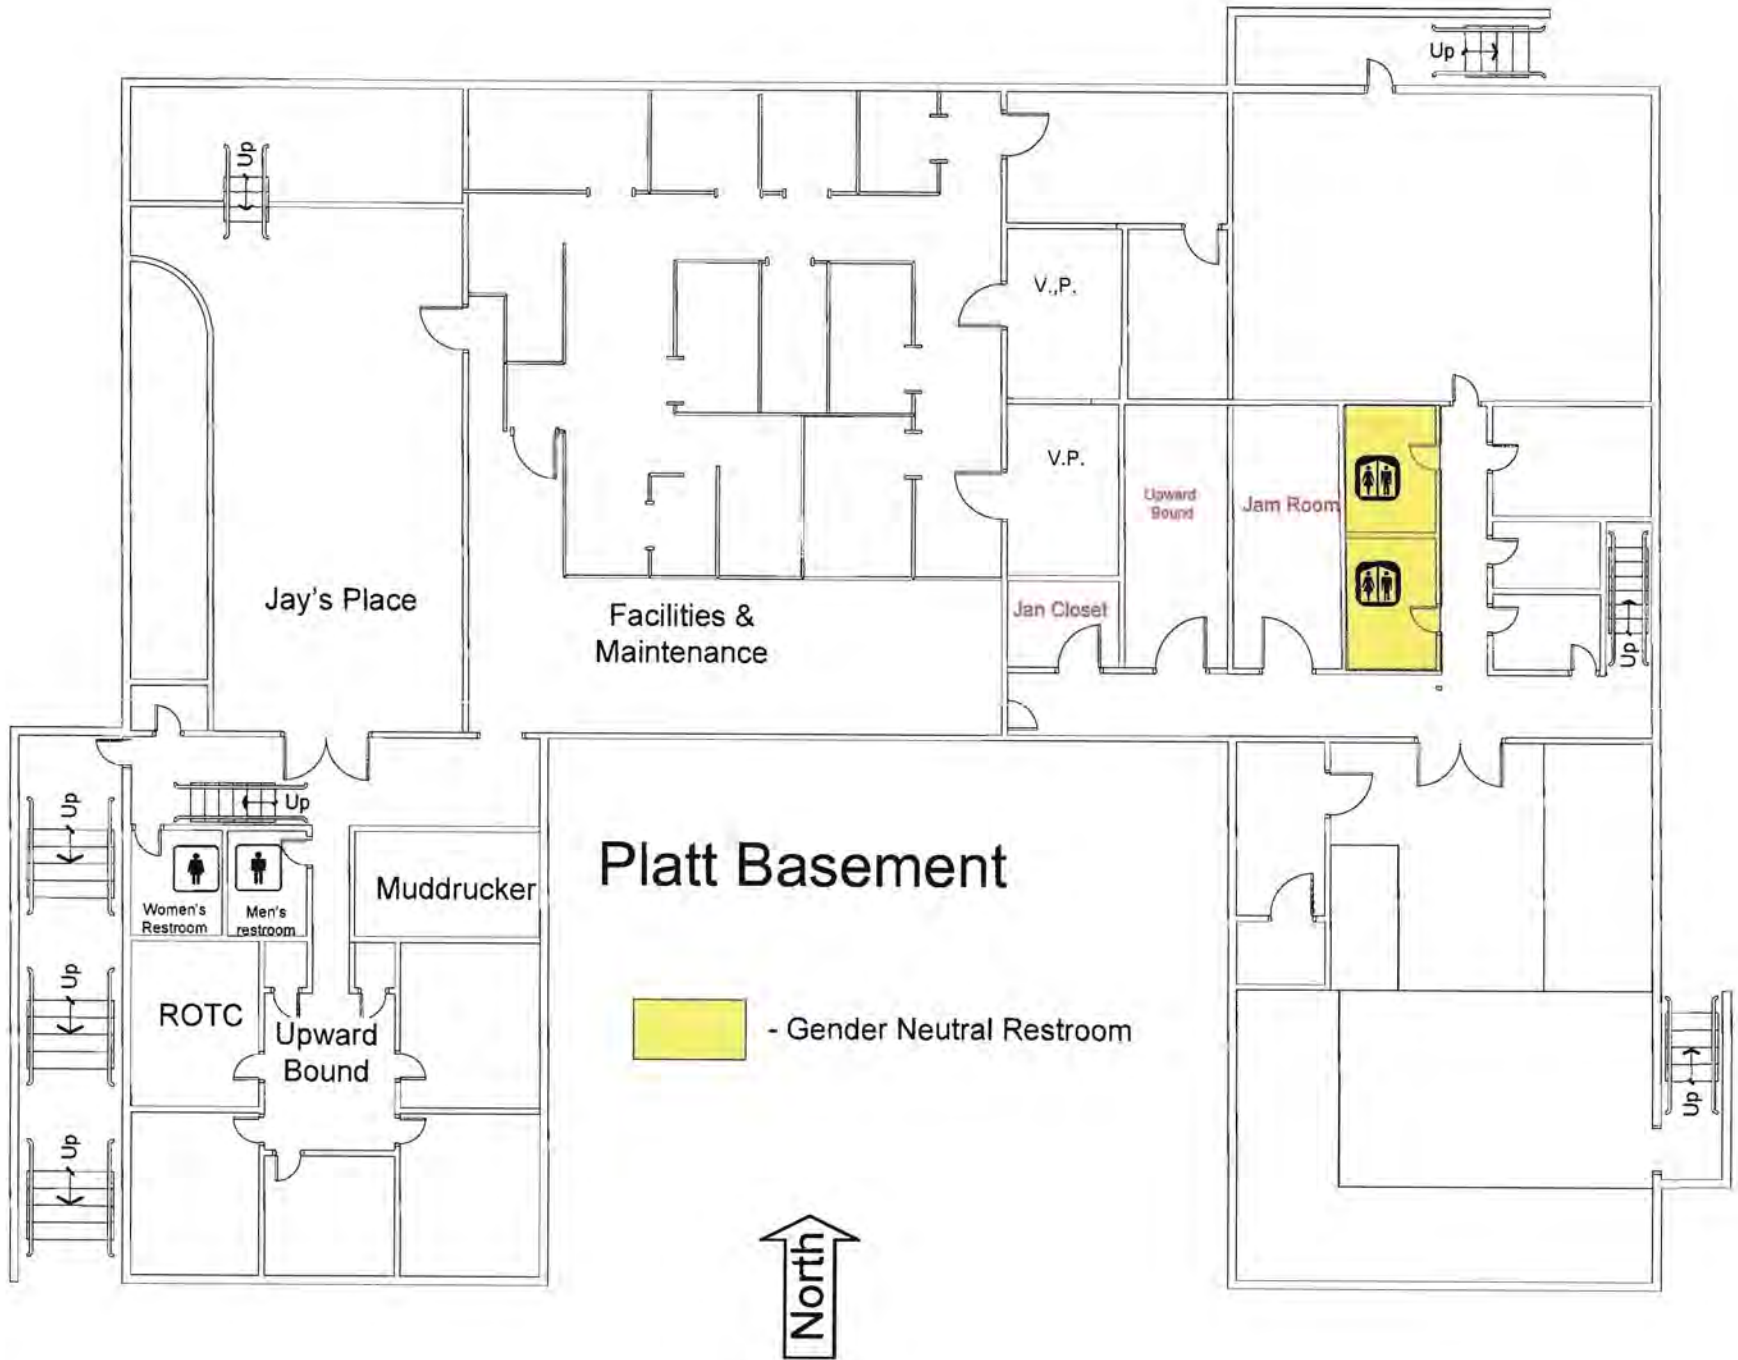 Up
Up
V.,P.
V.P.
Upward
Bound
Jam Room
Jay's Place
Facilities &
Maintenance
Jan Closet
Up
Up
Up
Platt Basement
Muddrucker
Women's
Restroom
Men's
restroom
Up
ROTC
Upward
Bound
- Gender Neutral Restroom
Up
Up
North